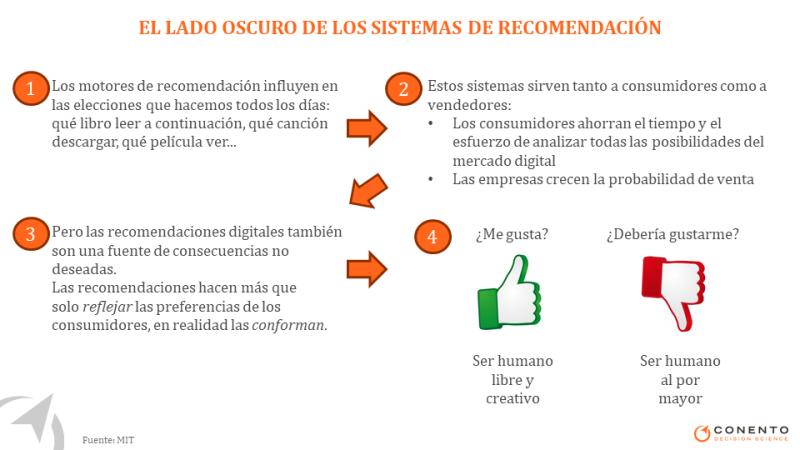 EL LADO OSCURO DE LOS SISTEMAS DE RECOMENDACIÓN
1
Los motores de recomendación influyen en
las elecciones que hacemos todos los días:
qué libro leer a continuación, qué canción
descargar, qué película ver...
2
Estos sistemas sirven tanto a consumidores como a
vendedores:
• Los consumidores ahorran el tiempo y el
esfuerzo de analizar todas las posibilidades del
mercado digital
• Las empresas crecen la probabilidad de venta
3
Pero las recomendaciones digitales también
son una fuente de consecuencias no
deseadas.
Las recomendaciones hacen más que
solo reflejar las preferencias de los
consumidores, en realidad las conforman.
4
¿Me gusta?
¿Debería gustarme?
Ser humano
libre y
creativo
Ser humano
al por
mayor
Fuente: MIT
CONENTO
DECISION SCIENCE